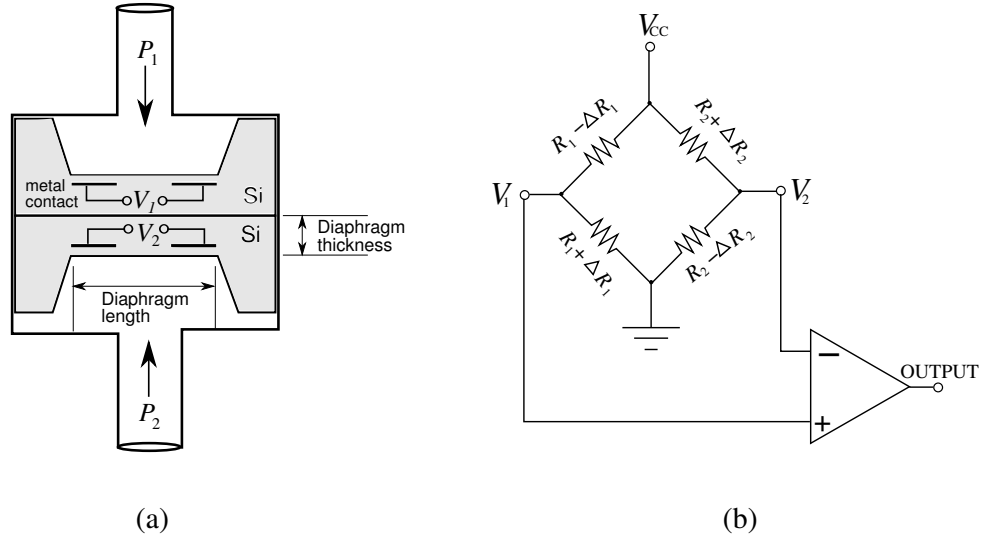 P₁
metal
contact
V₁
Si
V₂
Si
Diaphragm
thickness
Diaphragm
length
P₂
(a)
V_CC
R₁−ΔR₁
R₂+ΔR₂
V₁
V₂
R₁+ΔR₁
R₂−ΔR₂
−
OUTPUT
+
(b)